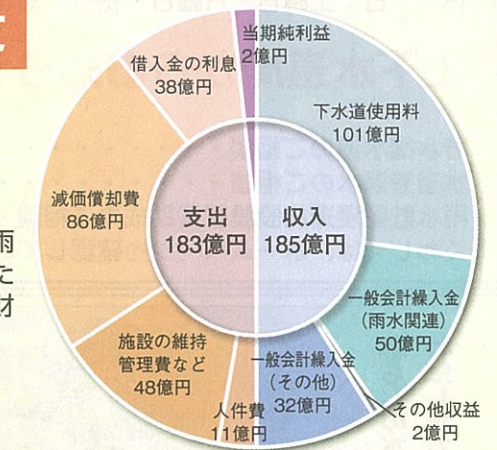 た
当期純利益
2億円
借入金の利息
38億円
下水道使用料
101億円
減価償却費
86億円
支出
183億円
収入
185億円
雨
た
財
一般会計繰入金
（雨水関連）
50億円
施設の維持
管理費など
48億円
一般会計繰入金
（その他）
32億円
人件費
11億円
その他収益
2億円